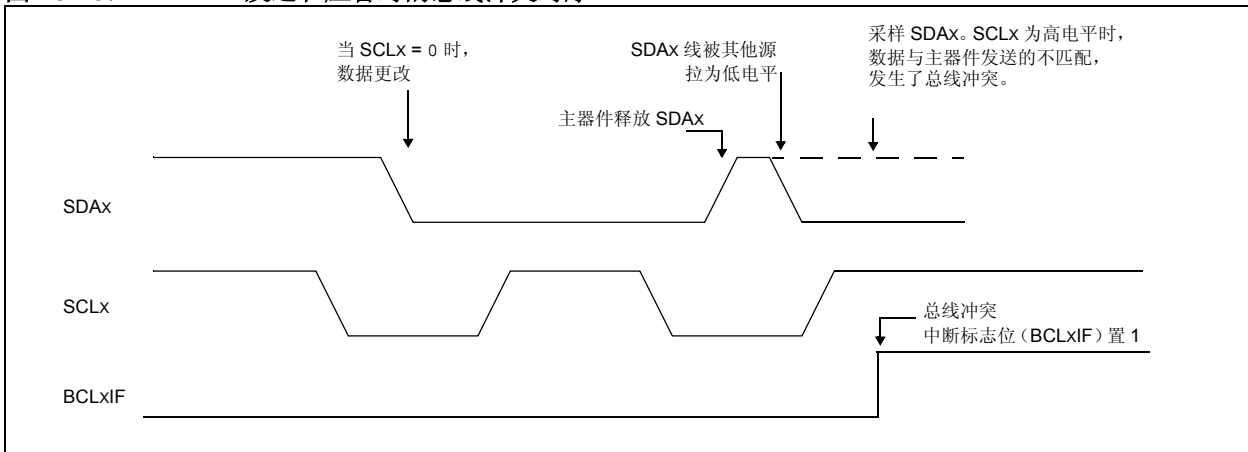 当 SCLx = 0 时，
数据更改
SDAx 线被其他源
拉为低电平
采样 SDAx。SCLx 为高电平时，
数据与主器件发送的不匹配，
发生了总线冲突。
主器件释放 SDAx
SDAx
SCLx
总线冲突
中断标志位（BCLxIF）置 1
BCLxIF